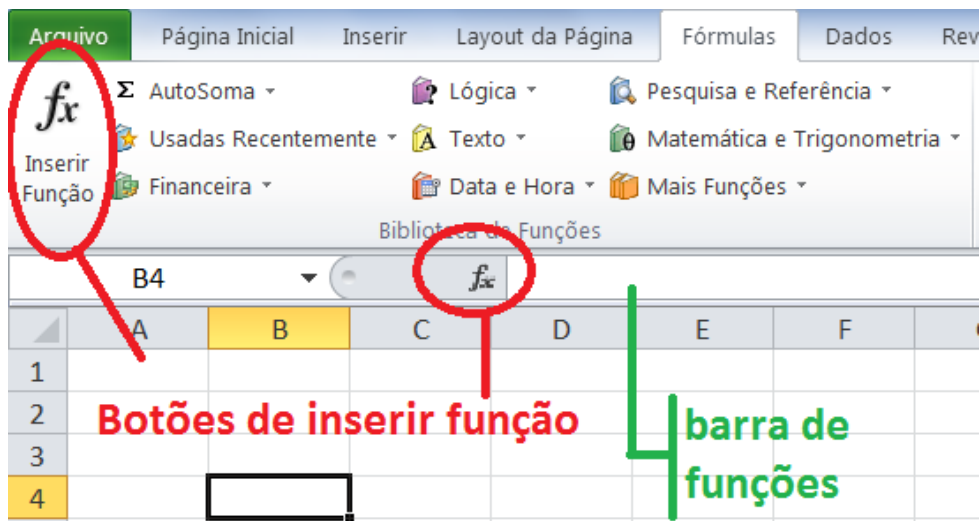 Arquivo Página Inicial Inserir Layout da Página Fórmulas Dados Rev
fx Σ AutoSoma Lógica Pesquisa e Referência
Inserir Usadas Recentemente A Texto θ Matemática e Trigonometria
Função Financeira Data e Hora Mais Funções
Biblioteca de Funções
B4 fx
A B C D E F
1
2 Botões de inserir função barra de
3
4 funções